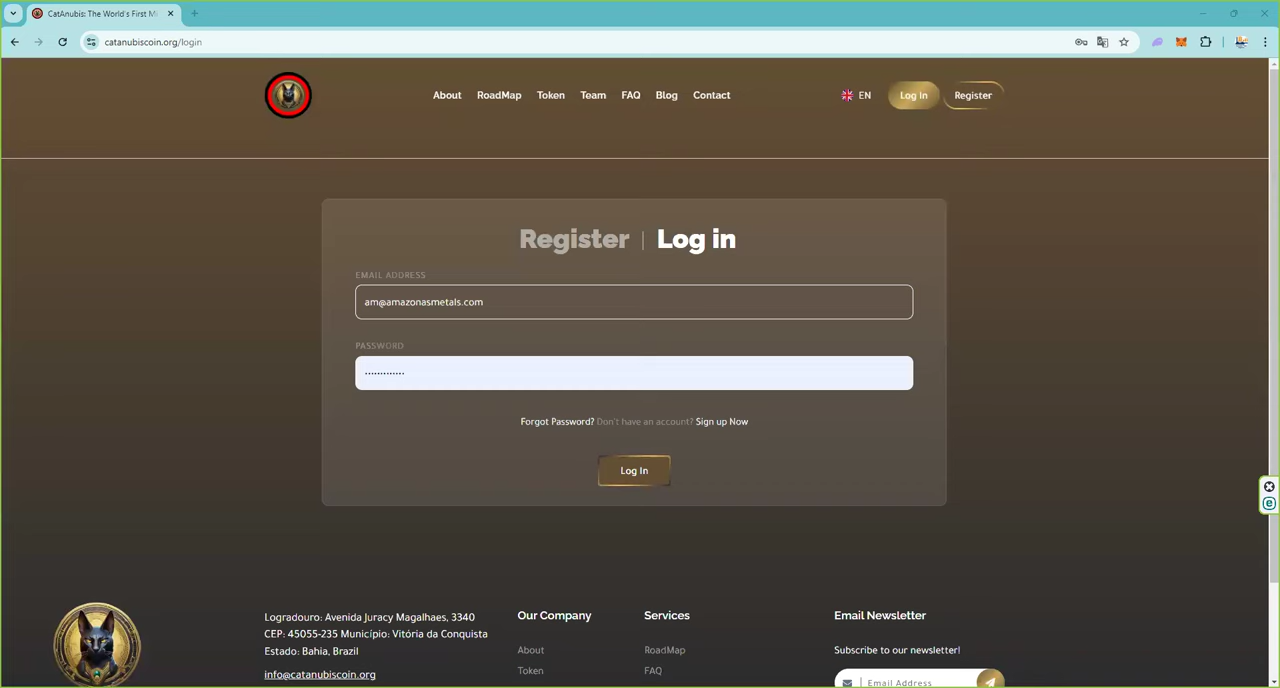 CatAnubis: The World's First Mi
catanubiscoin.org/login
About
RoadMap
Token
Team
FAQ
Blog
Contact
EN
Log in
Register
Register | Log in
EMAIL ADDRESS
am@amazonasmetals.com
PASSWORD
.............
Forgot Password? Don't have an account? Sign up Now
Log In
Logradouro: Avenida Juracy Magalhaes, 3340
CEP: 45055-235 Município: Vitória da Conquista
Estado: Bahia, Brazil
info@catanubiscoin.org
Our Company
About
Token
Services
RoadMap
FAQ
Email Newsletter
Subscribe to our newsletter!
Email Address